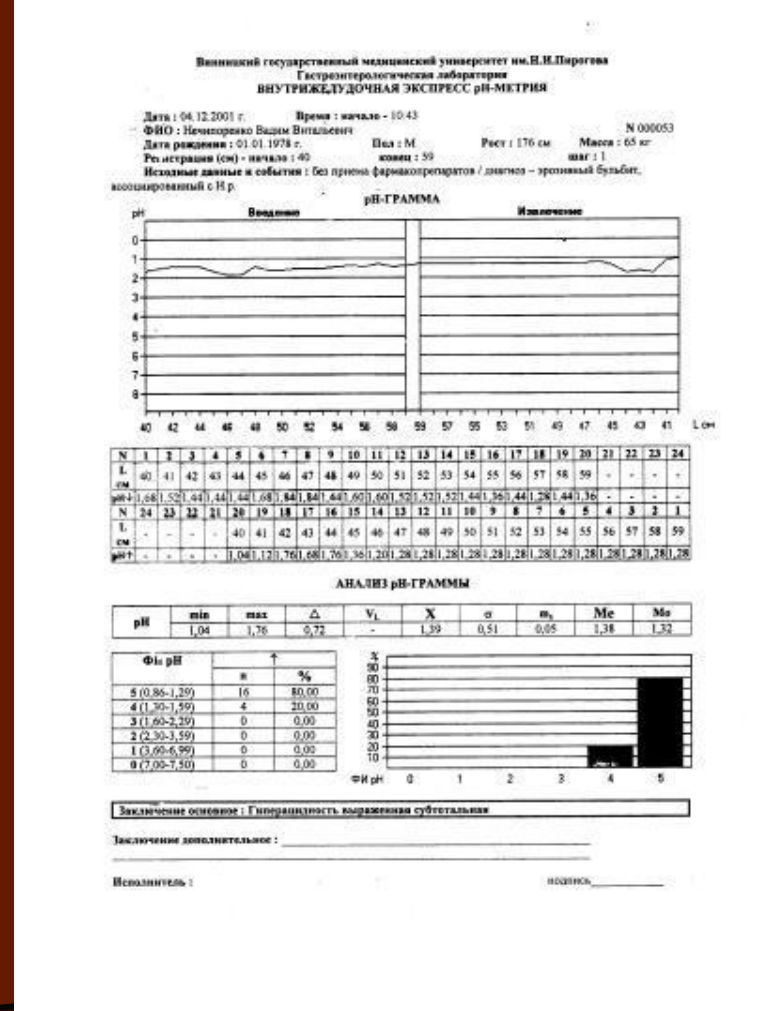 Винницкий государственный медицинский университет им.Н.И.Пирогова
Гастроэнтерологическая лаборатория
ВНУТРИЖЕЛУДОЧНАЯ ЭКСПРЕСС pH-МЕТРИЯ
Дата : 04.12.2001 г. Время : начало - 10:43
ФИО : Нечипоренко Вадим Витальевич N 000053
Дата рождения : 01.01.1978 г. Пол : М Рост : 176 см Масса : 65 кг
Регистрация (см) - начало : 40 конец : 59 шаг : 1
Исходные данные и события : без приема фармакопрепаратов / диагноз – эрозивный бульбит,
ассоциированный с Н.р.
pH-ГРАММА
pH Введение Извлечение
0
1
2
3
4
5
6
7
8
40 42 44 46 48 50 52 54 56 58 59 57 55 53 51 49 47 45 43 41 L см
N 1 2 3 4 5 6 7 8 9 10 11 12 13 14 15 16 17 18 19 20 21 22 23 24
L см 40 41 42 43 44 45 46 47 48 49 50 51 52 53 54 55 56 57 58 59 - - - -
pH↓ 1,68 1,52 1,44 1,44 1,44 1,68 1,84 1,84 1,44 1,60 1,60 1,52 1,52 1,52 1,44 1,36 1,44 1,28 1,44 1,36 - - - -
N 24 23 22 21 20 19 18 17 16 15 14 13 12 11 10 9 8 7 6 5 4 3 2 1
L см - - - - 40 41 42 43 44 45 46 47 48 49 50 51 52 53 54 55 56 57 58 59
pH↑ - - - - 1,04 1,12 1,76 1,68 1,76 1,36 1,20 1,28 1,28 1,28 1,28 1,28 1,28 1,28 1,28 1,28 1,28 1,28 1,28 1,28
АНАЛИЗ pH-ГРАММЫ
pH min max △ V_L X σ m_x Me Mo
1,04 1,76 0,72 - 1,39 0,51 0,05 1,38 1,32
Фін pH ↑
n %
5 (0,86-1,29) 16 80,00
4 (1,30-1,59) 4 20,00
3 (1,60-2,29) 0 0,00
2 (2,30-3,59) 0 0,00
1 (3,60-6,99) 0 0,00
0 (7,00-7,50) 0 0,00
%
90
80
70
60
50
40
30
20
10
ФИ pH 0 1 2 3 4 5
Заключение основное : Гиперацидность выраженная субтотальная
Заключение дополнительное :
Исполнитель : подпись